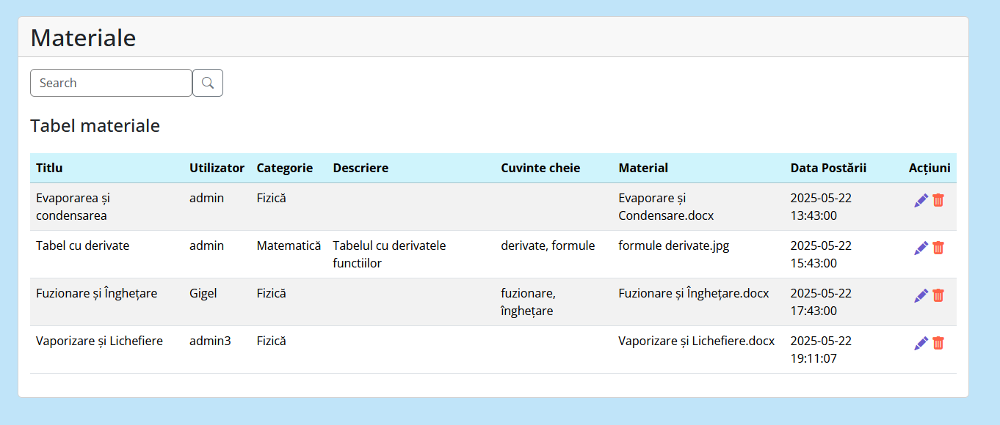 Materiale
Search
Tabel materiale
Titlu Utilizator Categorie Descriere Cuvinte cheie Material Data Postării Acțiuni
Evaporarea și admin Fizică Evaporare și 2025-05-22
condensarea Condensare.docx 13:43:00
Tabel cu derivate admin Matematică Tabelul cu derivatele derivate, formule formule derivate.jpg 2025-05-22
functiilor 15:43:00
Fuzionare și Înghețare Gigel Fizică fuzionare, Fuzionare și Înghețare.docx 2025-05-22
înghețare 17:43:00
Vaporizare și Lichefiere admin3 Fizică Vaporizare și Lichefiere.docx 2025-05-22
19:11:07